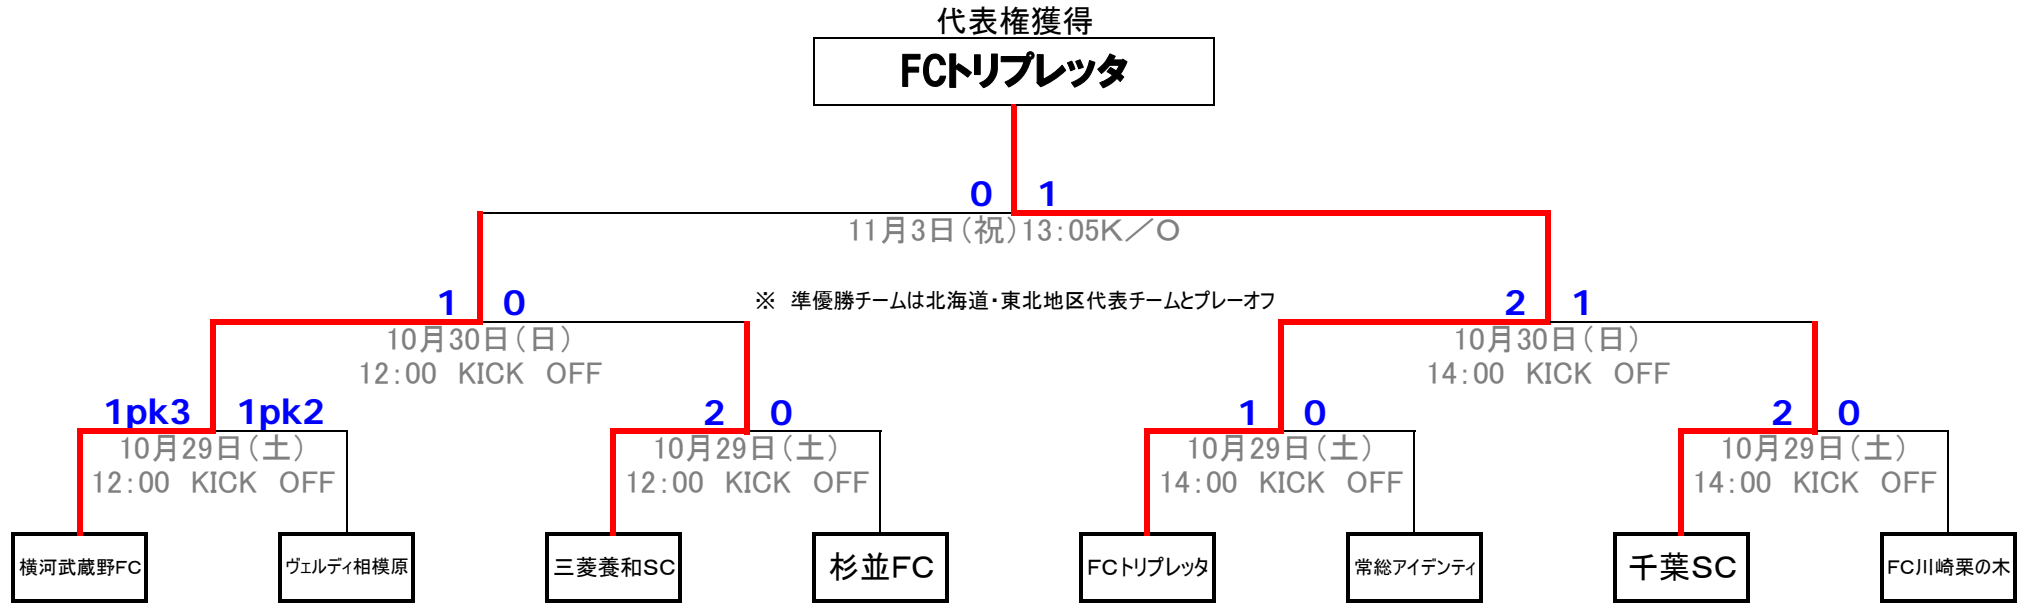 代表権獲得
FCトリプレッタ
0 1
11月3日(祝)13:05K/O
1 0
※ 準優勝チームは北海道・東北地区代表チームとプレーオフ
2 1
10月30日(日)
12:00 KICK OFF
10月30日(日)
14:00 KICK OFF
1pk3 1pk2
2 0
1 0
2 0
10月29日(土)
12:00 KICK OFF
10月29日(土)
12:00 KICK OFF
10月29日(土)
14:00 KICK OFF
10月29日(土)
14:00 KICK OFF
横河武蔵野FC
ヴェルディ相模原
三菱養和SC
杉並FC
FCトリプレッタ
常総アイデンティ
千葉SC
FC川崎栗の木